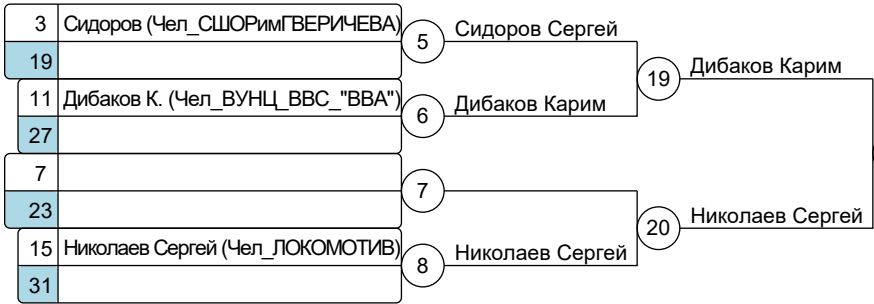 3 Сидоров (Чел_СШОРимГВЕРИЧЕВА)
19
5 Сидоров Сергей
11 Дибаков К. (Чел_ВУНЦ_ВВС_"ВВА")
27
6 Дибаков Карим
19 Дибаков Карим
7
23
7
15 Николаев Сергей (Чел_ЛОКОМОТИВ)
31
8 Николаев Сергей
20 Николаев Сергей